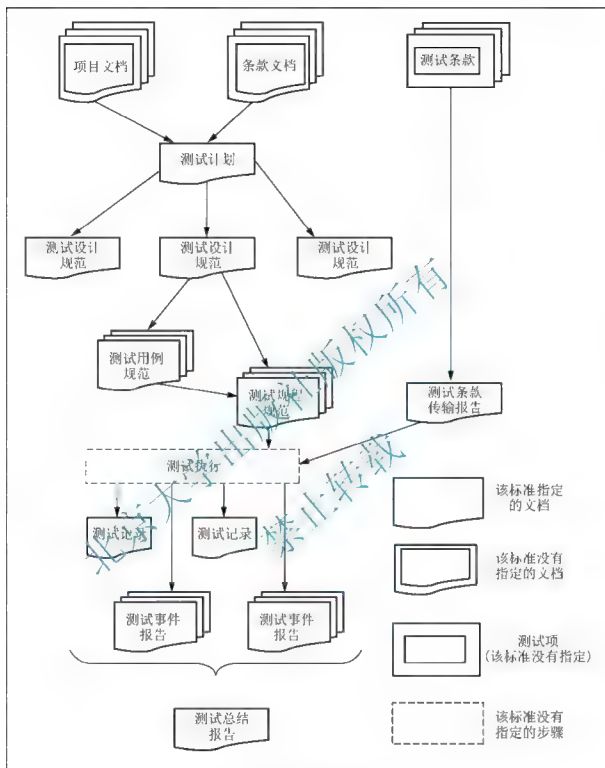 项目文档
条款文档
测试条款
测试计划
测试设计
规范
测试设计
规范
测试设计
规范
测试用例
规范
测试规程
规范
测试条款
传输报告
测试执行
测试记录
测试记录
测试事件
报告
测试事件
报告
测试总结
报告
该标准指定
的文档
该标准没有
指定的文档
测试项
(该标准没有指定)
该标准没有
指定的步骤
北京大学出版社版权所有
禁止转载